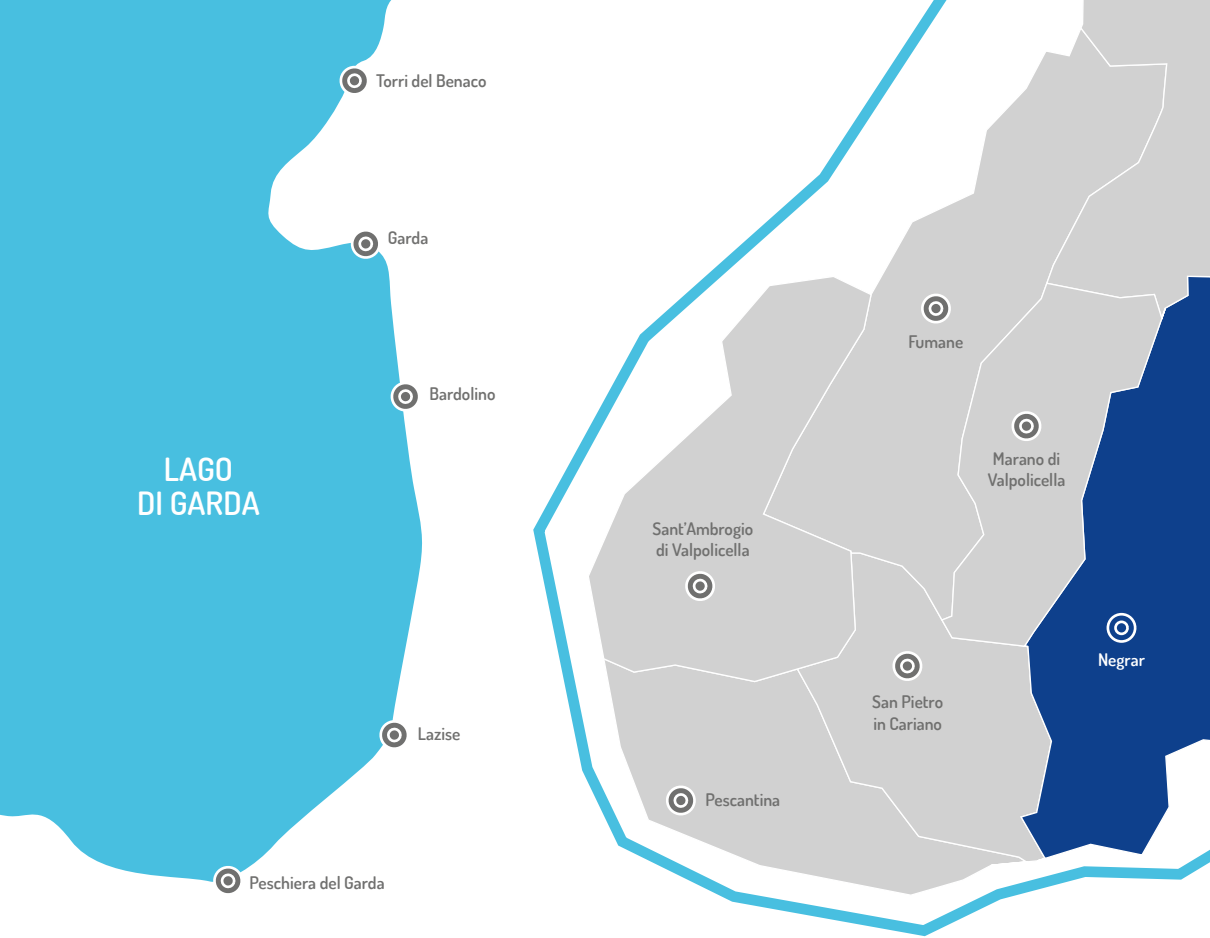 Torri del Benaco
Garda
Fumane
Bardolino
Marano di
Valpolicella
LAGO
DI GARDA
Sant'Ambrogio
di Valpolicella
Negrar
San Pietro
in Cariano
Lazise
Pescantina
Peschiera del Garda